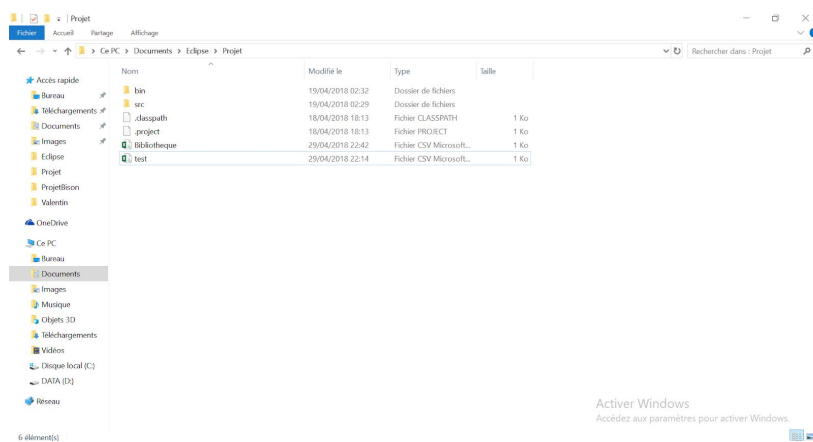 Projet
Fichier Accueil Partage Affichage
Ce PC > Documents > Eclipse > Projet
Rechercher dans : Projet
Nom Modifié le Type Taille
Accès rapide
Bureau
Téléchargements
Documents
Images
Eclipse
Projet
ProjetBison
Valentin
OneDrive
Ce PC
Bureau
Documents
Images
Musique
Objets 3D
Téléchargements
Vidéos
Disque local (C:)
DATA (D:)
Réseau
bin 19/04/2018 02:32 Dossier de fichiers
src 19/04/2018 02:29 Dossier de fichiers
.classpath 18/04/2018 18:13 Fichier CLASSPATH 1 Ko
.project 18/04/2018 18:13 Fichier PROJECT 1 Ko
Bibliotheque 29/04/2018 22:42 Fichier CSV Microsoft... 1 Ko
test 29/04/2018 22:14 Fichier CSV Microsoft... 1 Ko
Activer Windows
Accédez aux paramètres pour activer Windows.
6 élément(s)